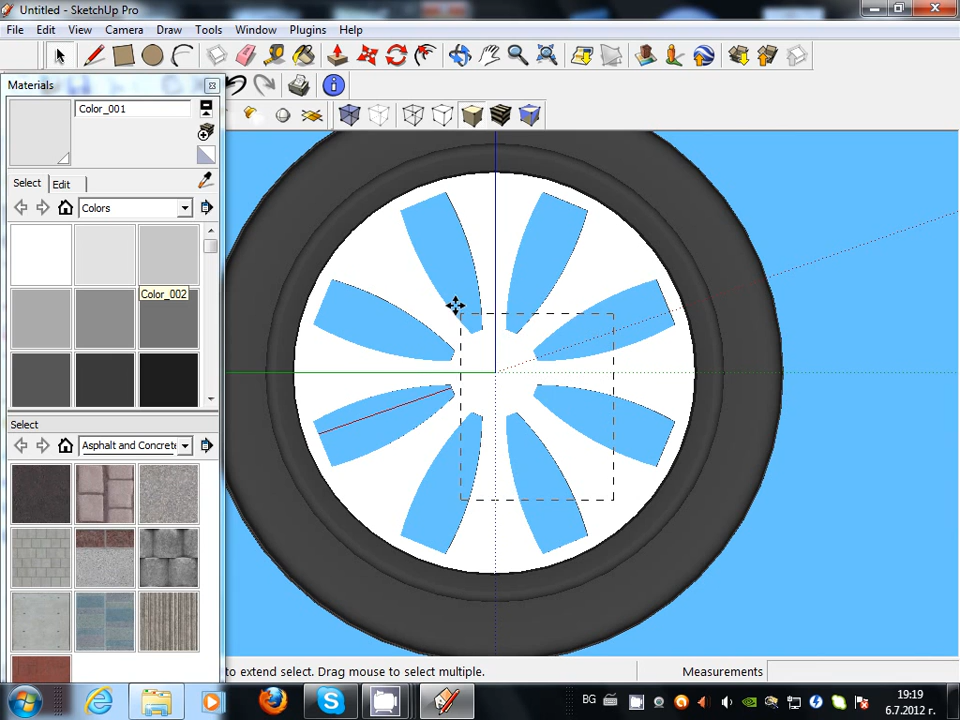 Untitled - SketchUp Pro
File Edit View Camera Draw Tools Window Plugins Help
Materials
Color_001
Select Edit
Colors
Color_002
Select
Asphalt and Concrete
to extend select. Drag mouse to select multiple.
Measurements
BG
19:19
6.7.2012 г.